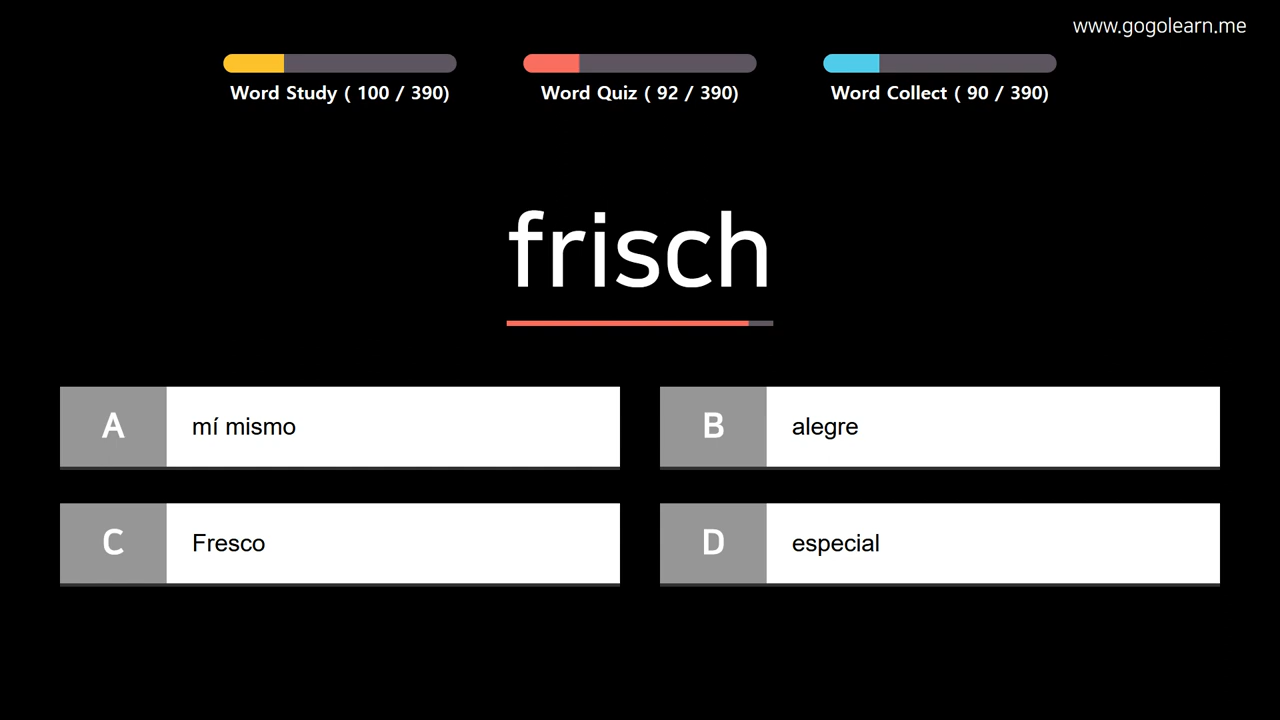 www.gogolearn.me
Word Study ( 100 / 390)
Word Quiz ( 92 / 390)
Word Collect ( 90 / 390)
frisch
A
mí mismo
B
alegre
C
Fresco
D
especial